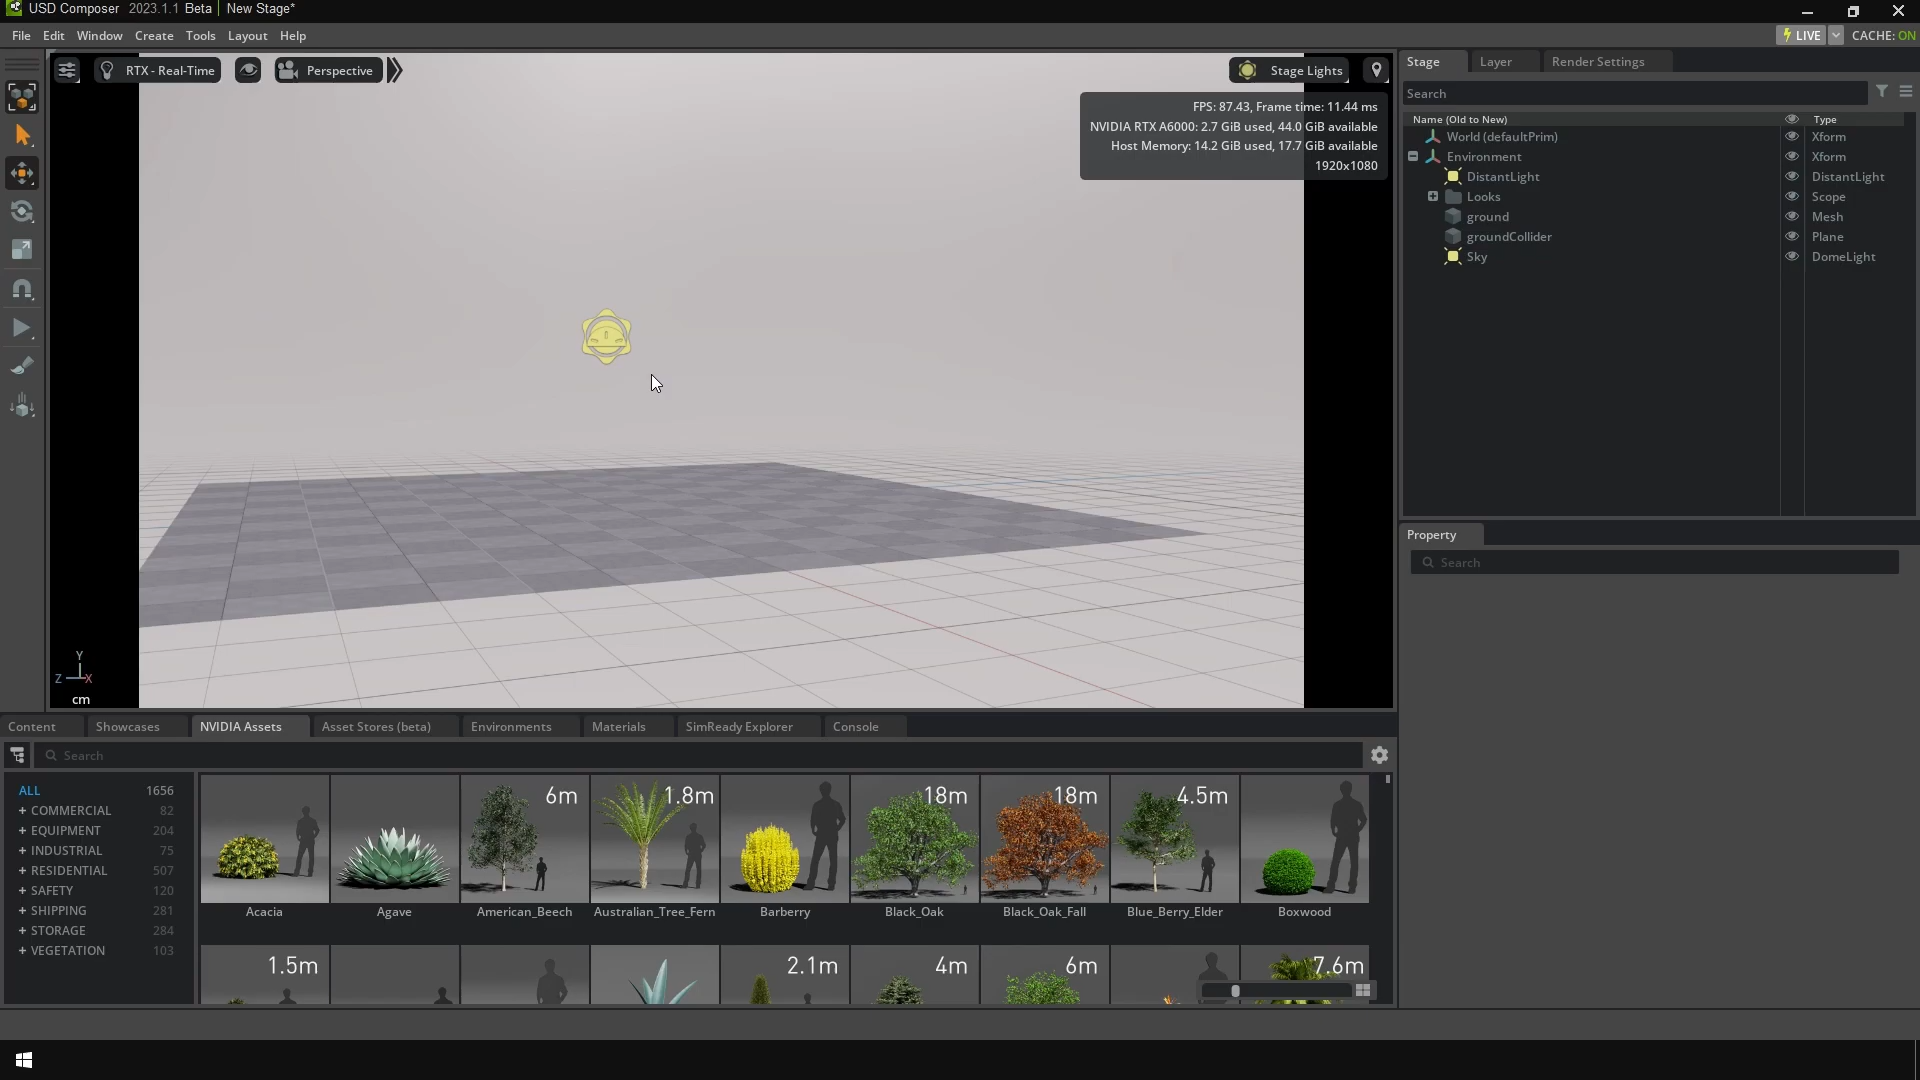 USD Composer 2023.1.1 Beta New Stage*
File Edit Window Create Tools Layout Help
LIVE CACHE: ON
RTX - Real-Time Perspective Stage Lights
FPS: 87.43, Frame time: 11.44 ms
NVIDIA RTX A6000: 2.7 GiB used, 44.0 GiB available
Host Memory: 14.2 GiB used, 17.7 GiB available
1920x1080
Y
Z X
cm
Stage Layer Render Settings
Search
Name (Old to New) Type
World (defaultPrim) Xform
Environment Xform
DistantLight DistantLight
Looks Scope
ground Mesh
groundCollider Plane
Sky DomeLight
Property
Search
Content Showcases NVIDIA Assets Asset Stores (beta) Environments Materials SimReady Explorer Console
Search
ALL 1656
+ COMMERCIAL 82
+ EQUIPMENT 204
+ INDUSTRIAL 75
+ RESIDENTIAL 507
+ SAFETY 120
+ SHIPPING 281
+ STORAGE 284
+ VEGETATION 103
6m 1.8m 18m 18m 4.5m
Acacia Agave American_Beech Australian_Tree_Fern Barberry Black_Oak Black_Oak_Fall Blue_Berry_Elder Boxwood
1.5m 2.1m 4m 6m 7.6m